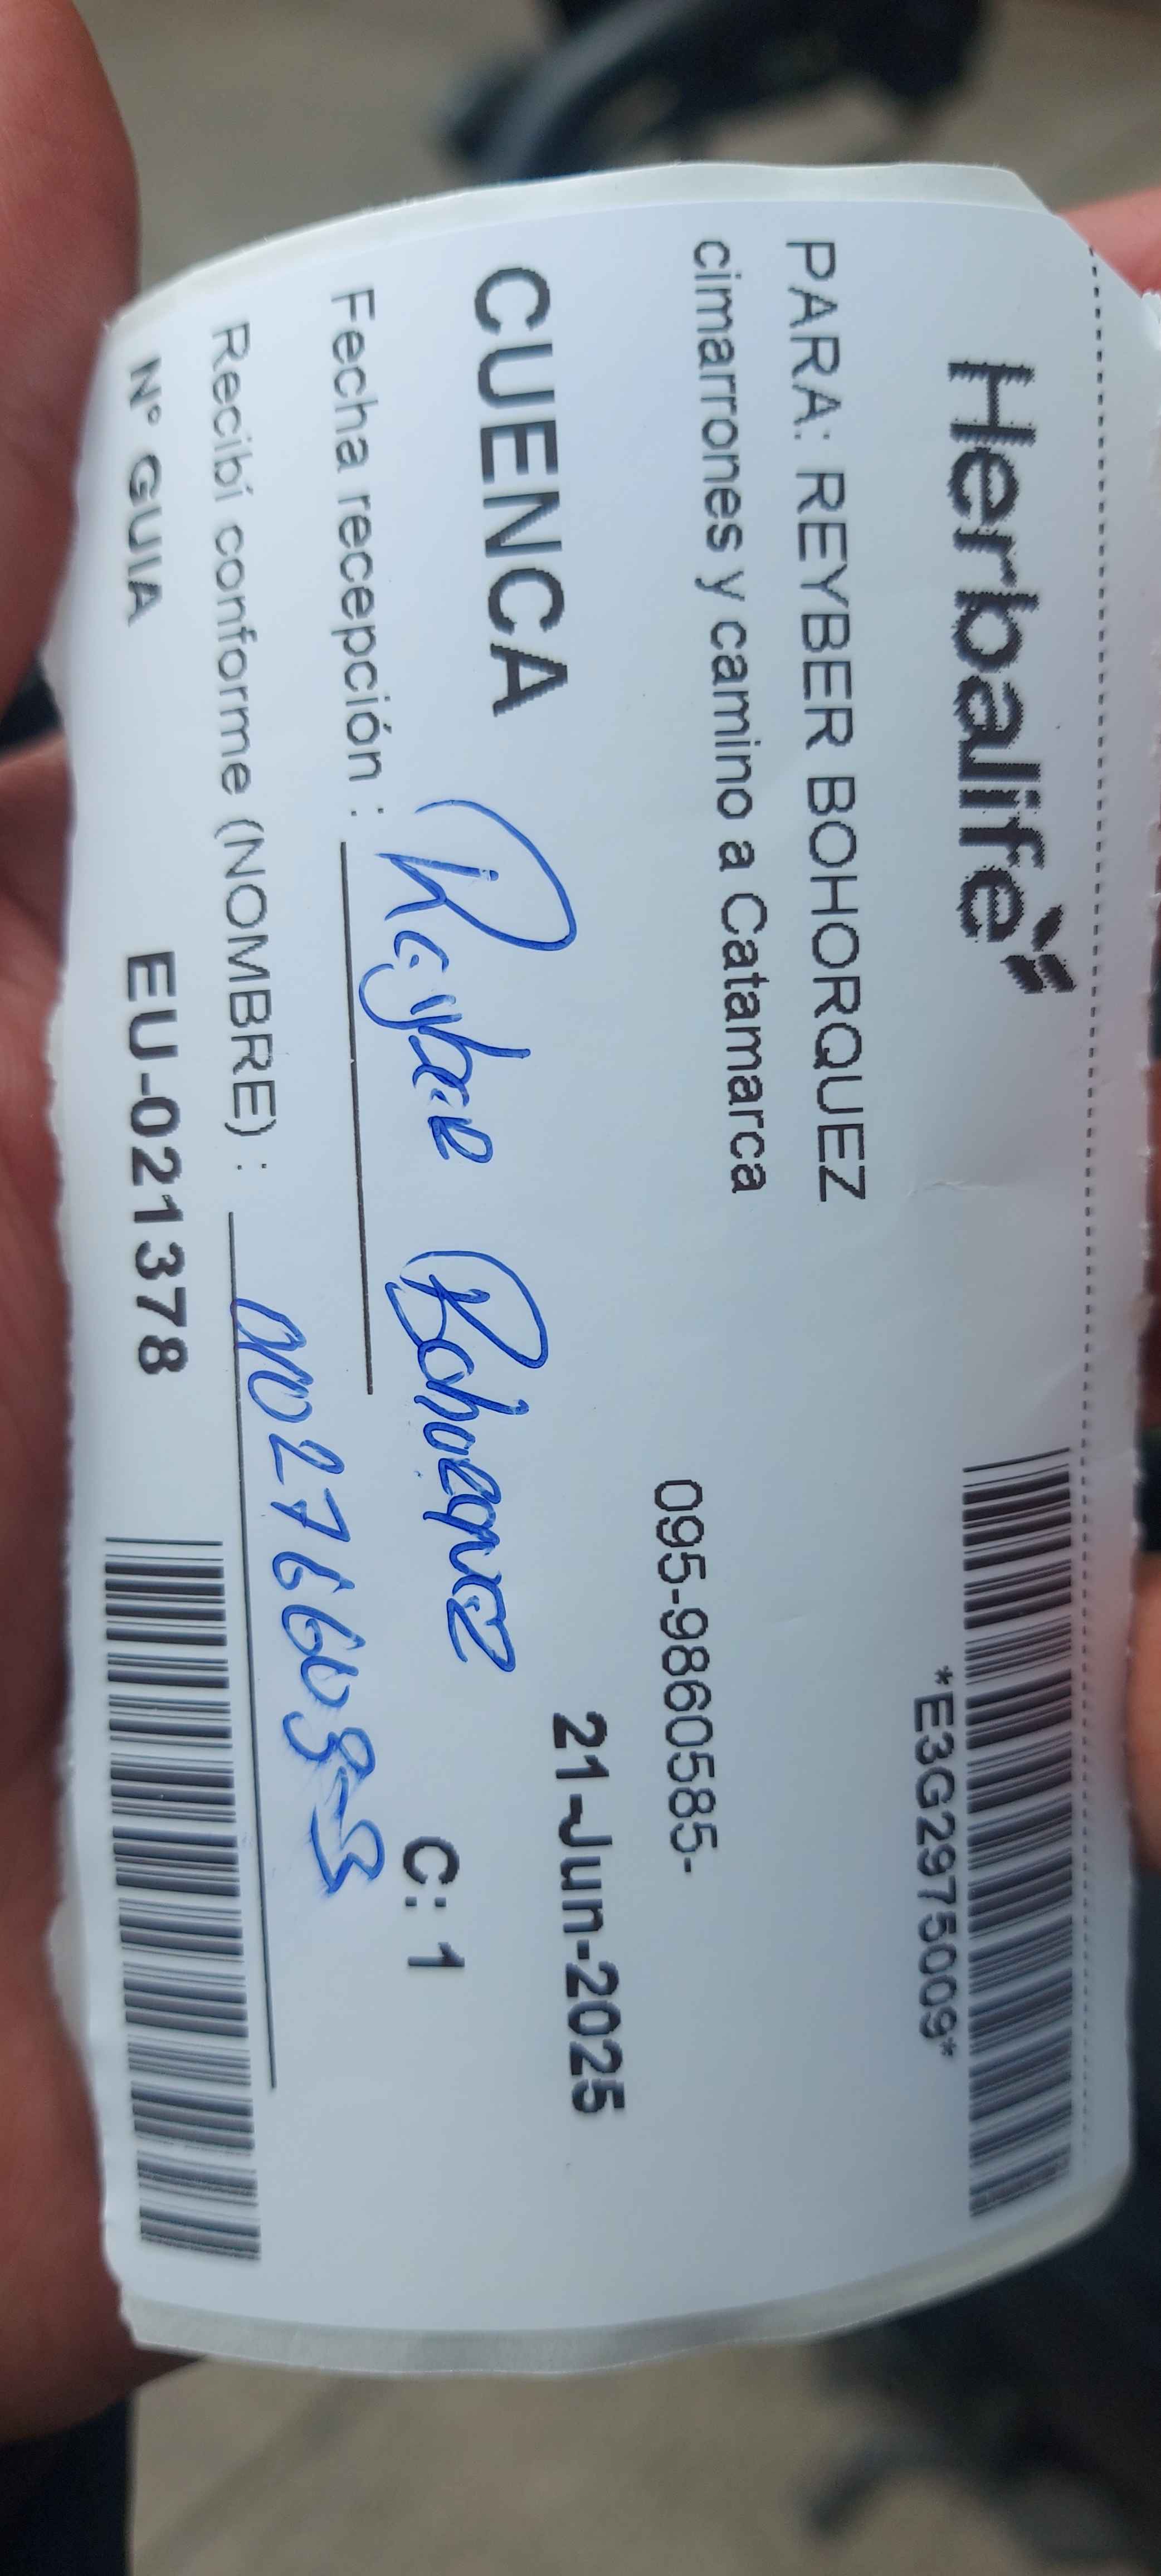 Herbalife
*E3G2975009*
PARA: REYBER BOHORQUEZ
cimarrones y camino a Catamarca
095-9860585-
21-Jun-2025
CUENCA
Reyber Bohorquez
C: 1
Fecha recepción :
Recibí conforme (NOMBRE) :
N° GUIA EU-021378